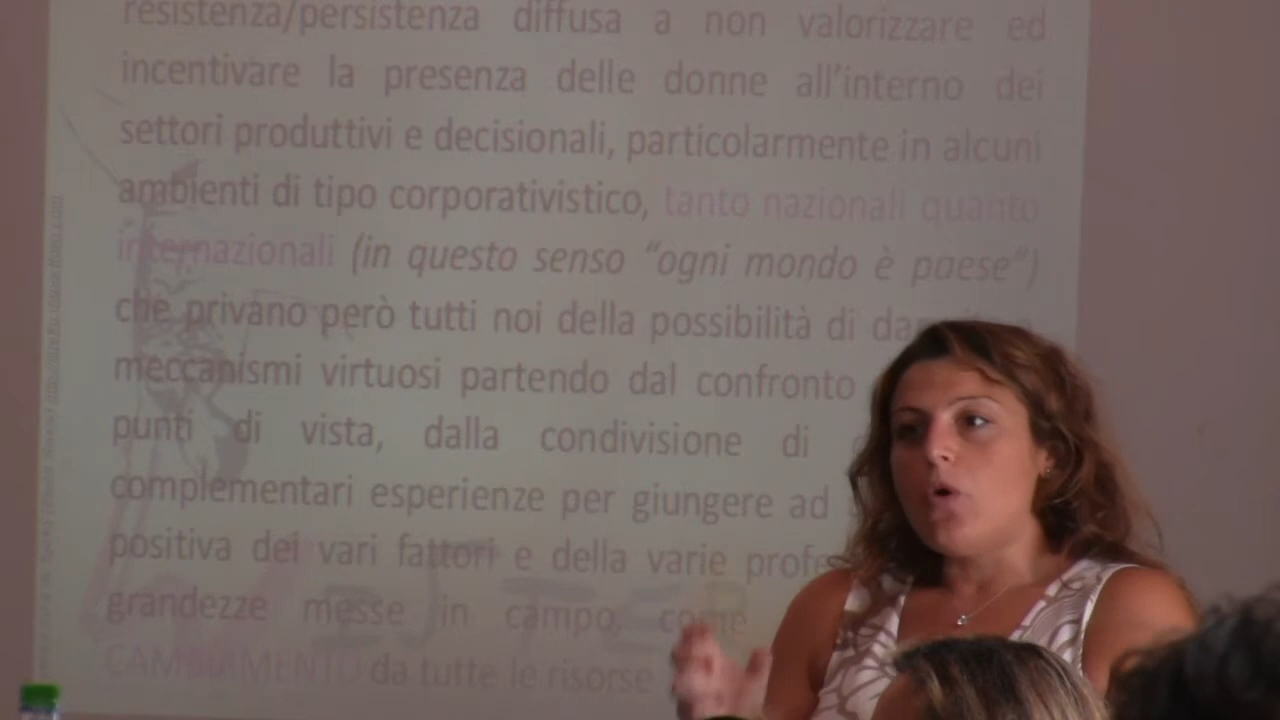 resistenza/persistenza diffusa a non valorizzare ed
incentivare la presenza delle donne all'interno dei
settori produttivi e decisionali, particolarmente in alcuni
ambienti di tipo corporativistico, tanto nazionali quanto
internazionali (in questo senso “ogni mondo è paese”)
che privano però tutti noi della possibilità di
meccanismi virtuosi partendo dal confronto
punti di vista, dalla condivisione di
complementari esperienze per giungere ad
positiva dei vari fattori e della varie
grandezze messe in campo, come
CAMBIAMENTO da tutte le risorse